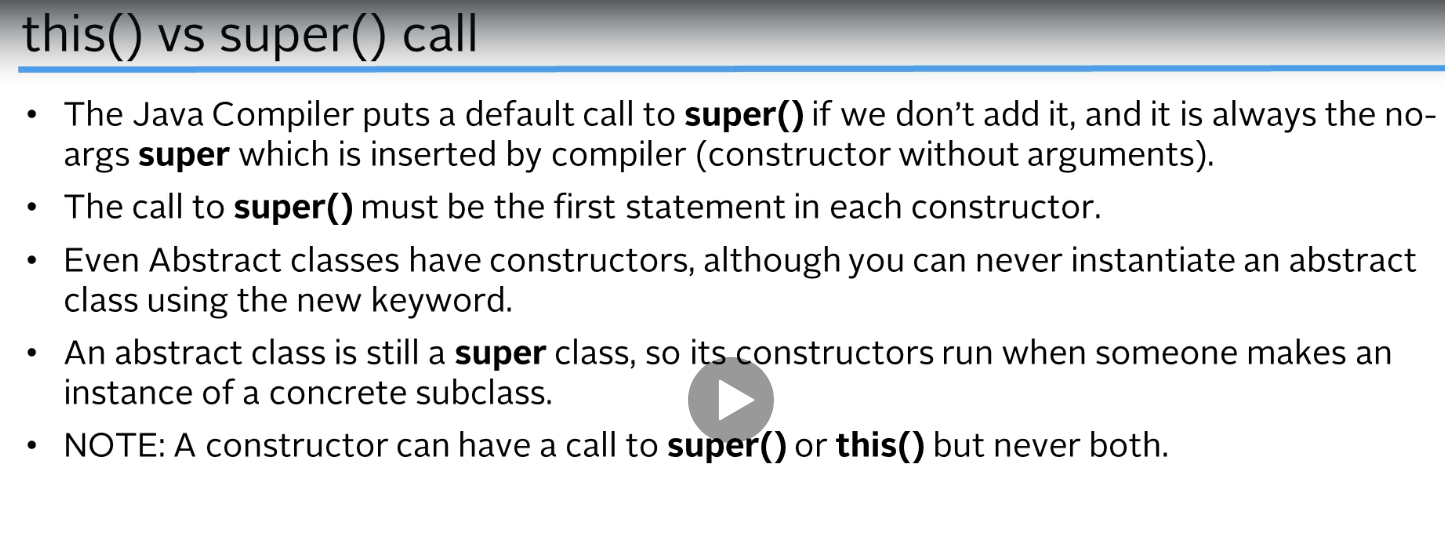 this() vs super() call
• The Java Compiler puts a default call to super() if we don't add it, and it is always the no-
args super which is inserted by compiler (constructor without arguments).
• The call to super() must be the first statement in each constructor.
• Even Abstract classes have constructors, although you can never instantiate an abstract
class using the new keyword.
• An abstract class is still a super class, so its constructors run when someone makes an
instance of a concrete subclass.
• NOTE: A constructor can have a call to super() or this() but never both.